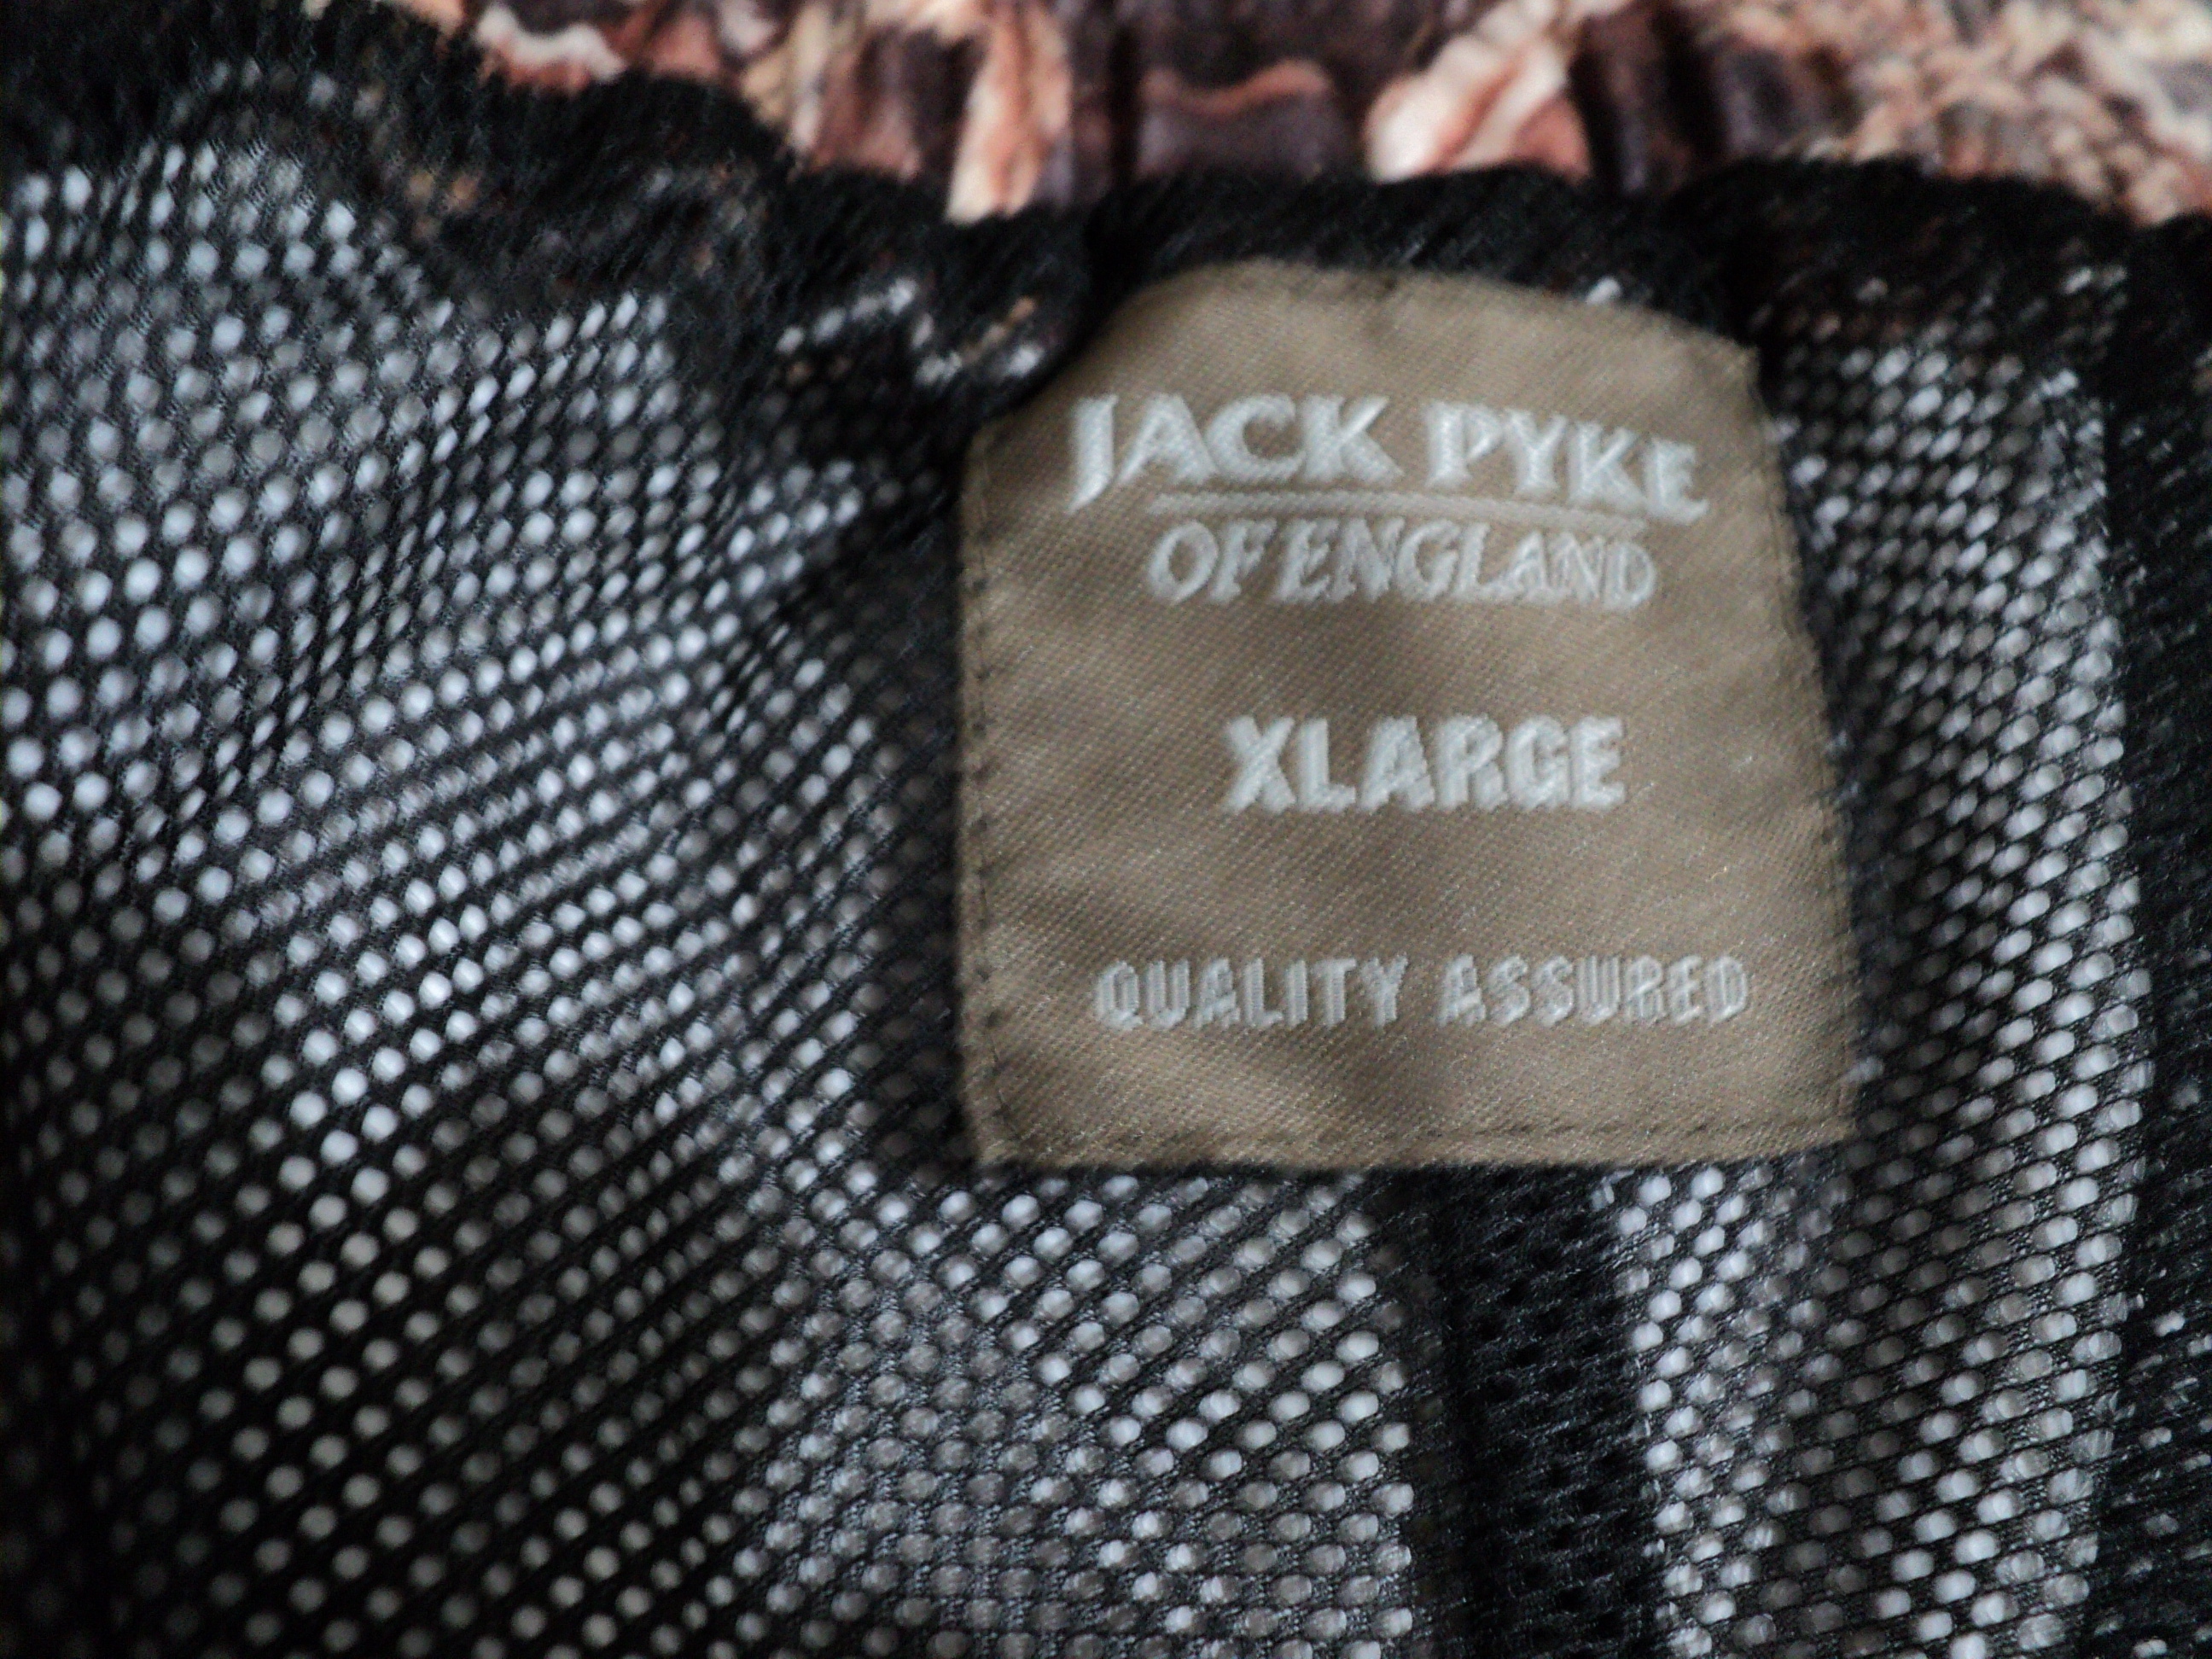 JACK PYKE
OF ENGLAND
XLARGE
QUALITY ASSURED